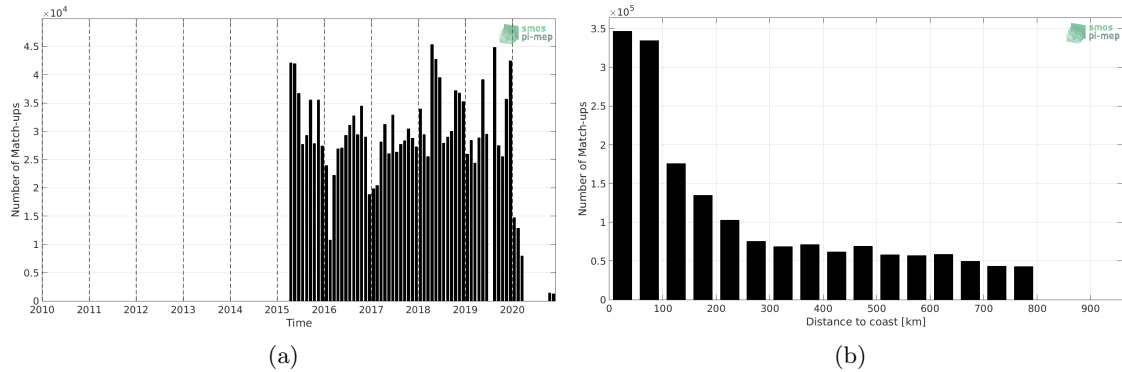 ×10⁴
smos
pi-mep
4.5
4
3.5
3
2.5
2
1.5
1
0.5
0
Number of Match-ups
2010 2011 2012 2013 2014 2015 2016 2017 2018 2019 2020
Time
(a)
×10⁵
smos
pi-mep
3.5
3
2.5
2
1.5
1
0.5
0
Number of Match-ups
0 100 200 300 400 500 600 700 800 900
Distance to coast [km]
(b)